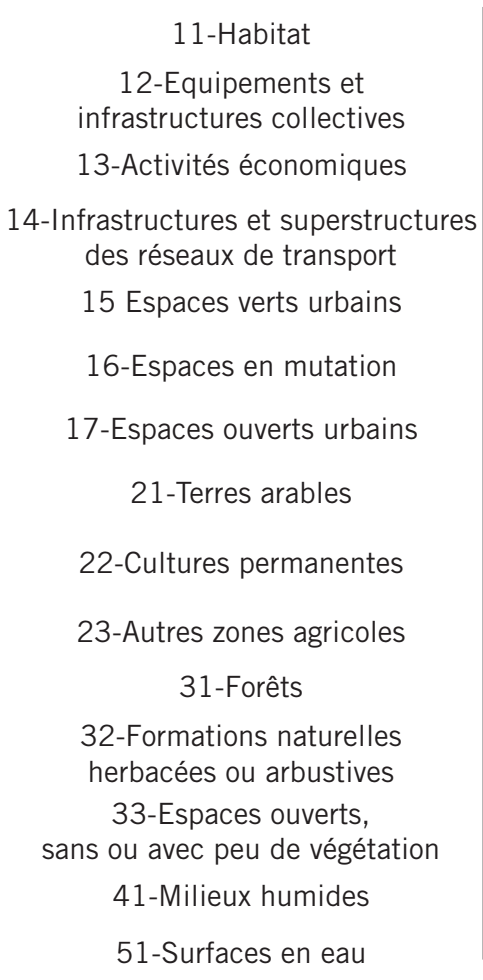 11-Habitat
12-Equipements et
infrastructures collectives
13-Activités économiques
14-Infrastructures et superstructures
des réseaux de transport
15 Espaces verts urbains
16-Espaces en mutation
17-Espaces ouverts urbains
21-Terres arables
22-Cultures permanentes
23-Autres zones agricoles
31-Forêts
32-Formations naturelles
herbacées ou arbustives
33-Espaces ouverts,
sans ou avec peu de végétation
41-Milieux humides
51-Surfaces en eau